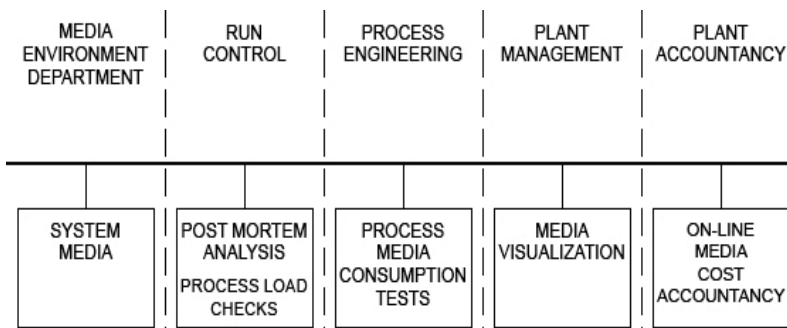 MEDIA
ENVIRONMENT
DEPARTMENT
RUN
CONTROL
PROCESS
ENGINEERING
PLANT
MANAGEMENT
PLANT
ACCOUNTANCY
SYSTEM
MEDIA
POST MORTEM
ANALYSIS
PROCESS LOAD
CHECKS
PROCESS
MEDIA
CONSUMPTION
TESTS
MEDIA
VISUALIZATION
ON-LINE
MEDIA
COST
ACCOUNTANCY